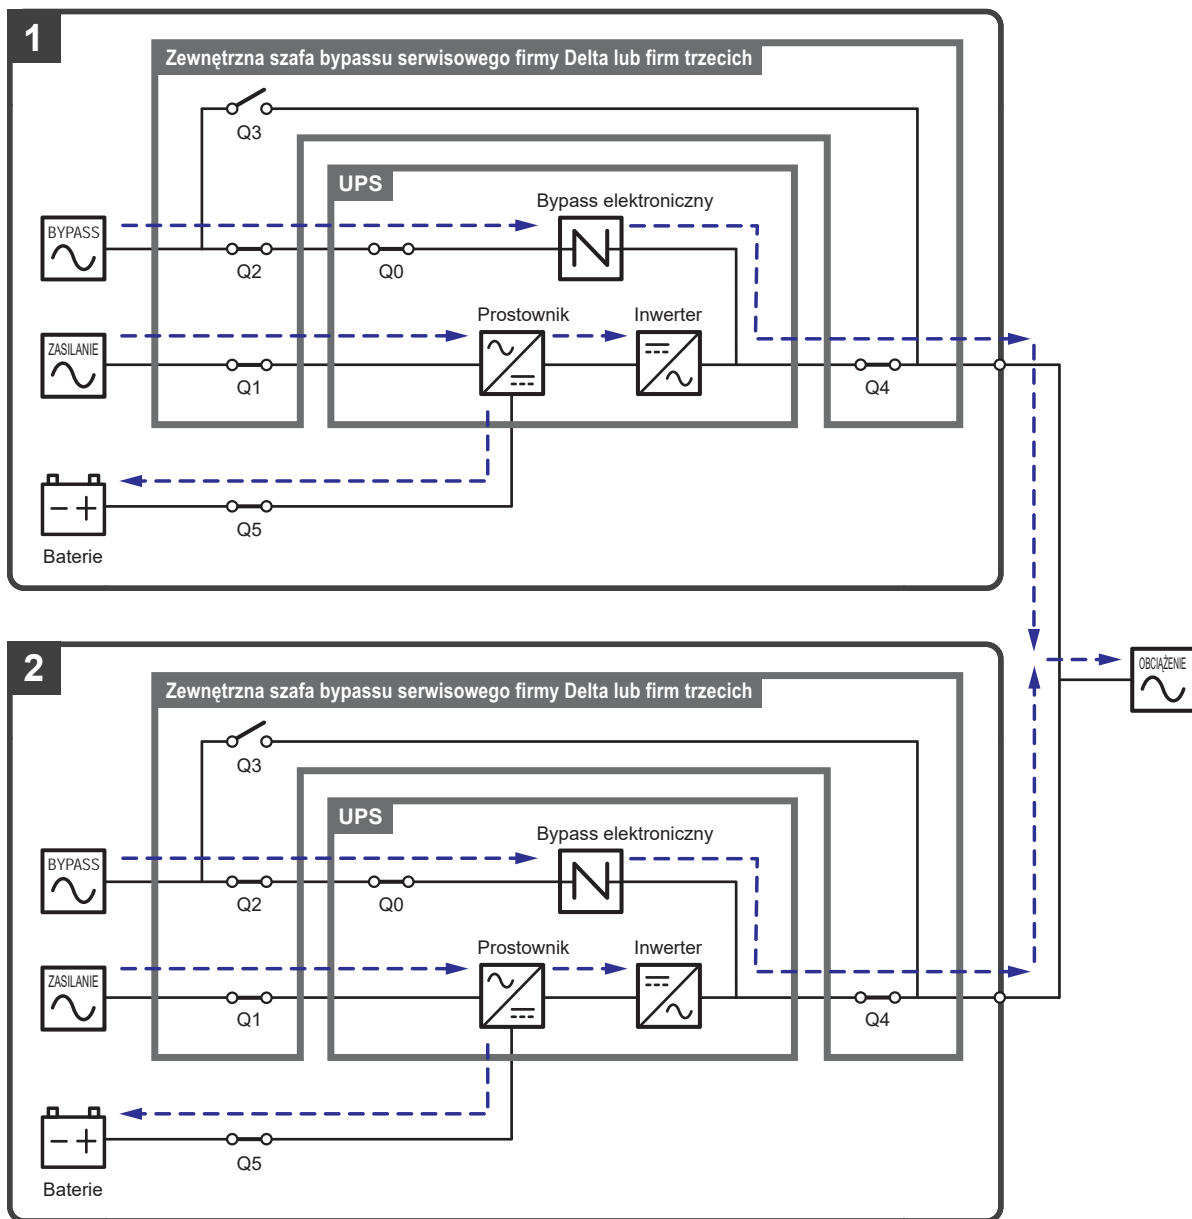 1
Zewnętrzna szafa bypassu serwisowego firmy Delta lub firm trzecich
Q3
UPS
Bypass elektroniczny
BYPASS
Q2
Q0
Prostownik
Inwerter
ZASILANIE
Q1
Q4
- +
Q5
Baterie
OBCIĄŻENIE
2
Zewnętrzna szafa bypassu serwisowego firmy Delta lub firm trzecich
Q3
UPS
Bypass elektroniczny
BYPASS
Q2
Q0
Prostownik
Inwerter
ZASILANIE
Q1
Q4
- +
Q5
Baterie